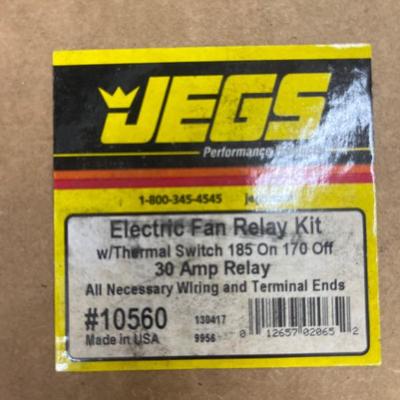 JEGS
Performance
1-800-345-4545
Electric Fan Relay Kit
w/Thermal Switch 185 On 170 Off
30 Amp Relay
All Necessary Wiring and Terminal Ends
#10560 130417
Made in USA 9956
0 12657 02065 2